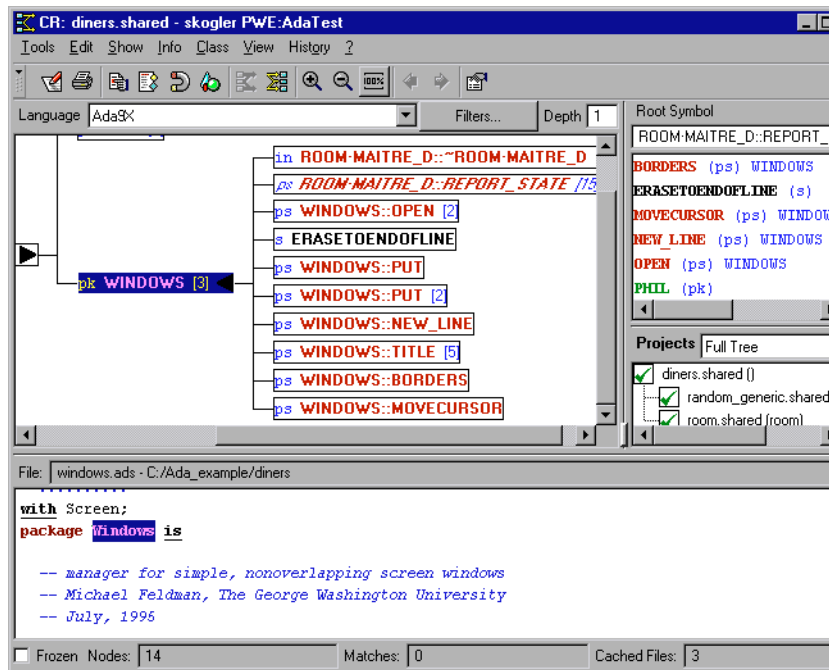 CR: diners.shared - skogler PWE:AdaTest
Tools Edit Show Info Class View History ?
100%
Language Ada9X Filters... Depth 1
in ROOM·MAITRE_D::~ROOM·MAITRE_D
ps ROOM·MAITRE_D::REPORT_STATE [15
ps WINDOWS::OPEN [2]
s ERASETOENDOFLINE
pk WINDOWS [3]
ps WINDOWS::PUT
ps WINDOWS::PUT [2]
ps WINDOWS::NEW_LINE
ps WINDOWS::TITLE [5]
ps WINDOWS::BORDERS
ps WINDOWS::MOVECURSOR
Root Symbol
ROOM·MAITRE_D::REPORT_
BORDERS (ps) WINDOWS
ERASETOENDOFLINE (s)
MOVECURSOR (ps) WINDOW
NEW_LINE (ps) WINDOWS
OPEN (ps) WINDOWS
PHIL (pk)
Projects Full Tree
diners.shared ()
random_generic.shared
room.shared (room)
File: windows.ads - C:/Ada_example/diners
with Screen;
package Windows is
-- manager for simple, nonoverlapping screen windows
-- Michael Feldman, The George Washington University
-- July, 1995
Frozen Nodes: 14 Matches: 0 Cached Files: 3